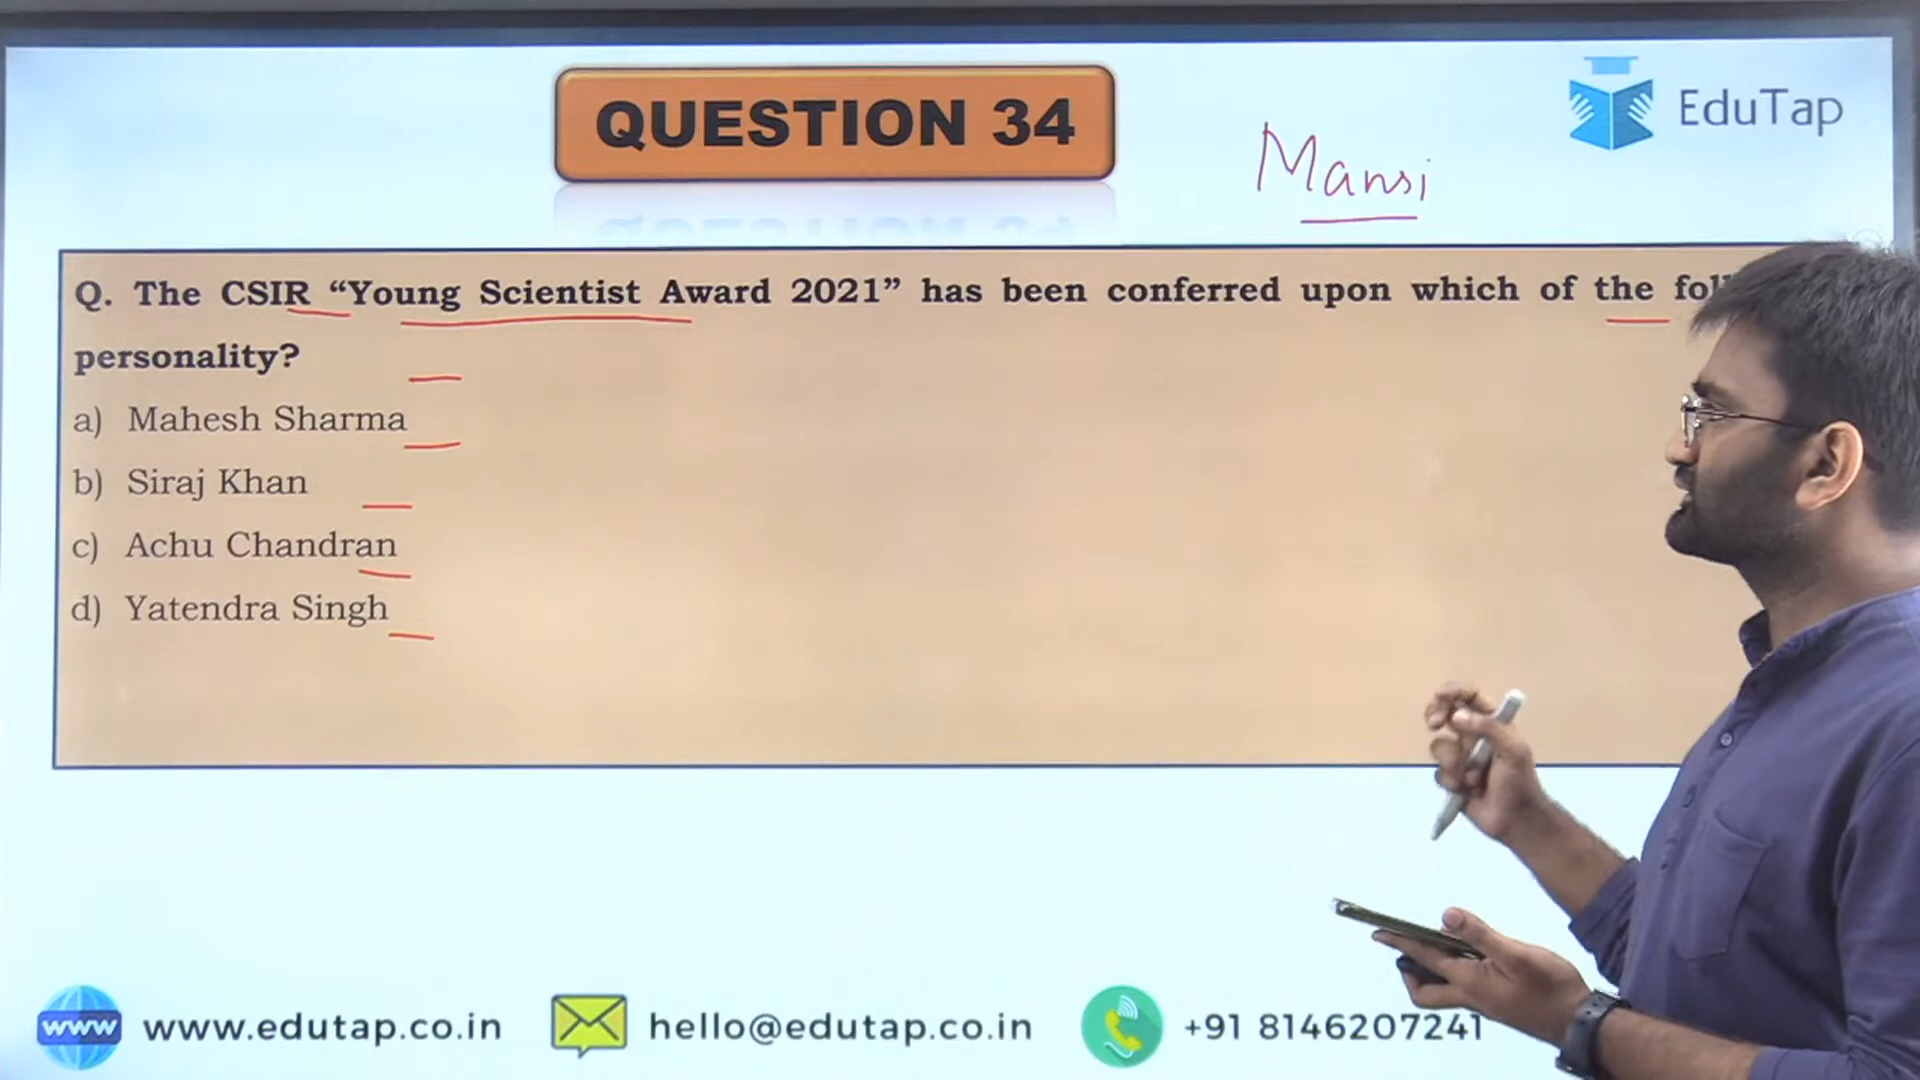 QUESTION 34
Mansi
EduTap
Q. The CSIR “Young Scientist Award 2021” has been conferred upon which of the
personality?
a) Mahesh Sharma
b) Siraj Khan
c) Achu Chandran
d) Yatendra Singh
www
www.edutap.co.in
hello@edutap.co.in
+91 8146207241